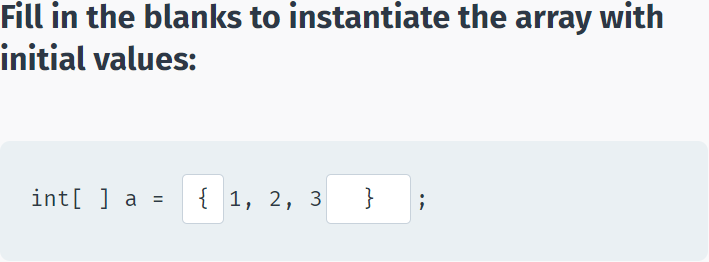 Fill in the blanks to instantiate the array with
initial values:
int[ ] a = { 1, 2, 3 } ;